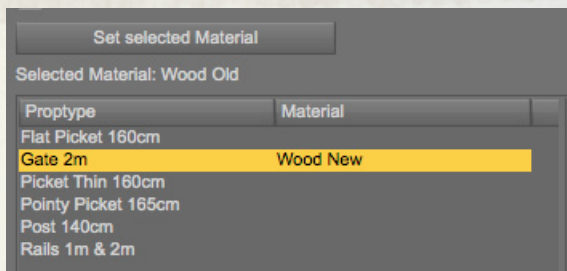 Set selected Material
Selected Material: Wood Old
Proptype Material
Flat Picket 160cm
Gate 2m Wood New
Picket Thin 160cm
Pointy Picket 165cm
Post 140cm
Rails 1m & 2m